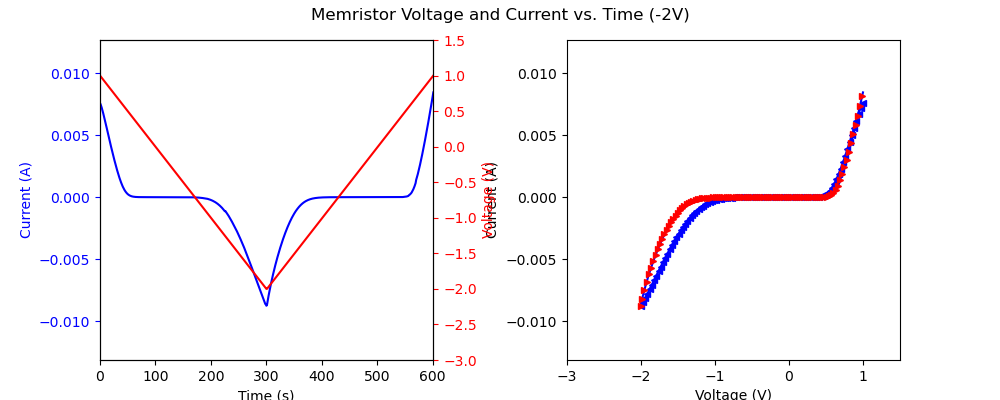 Memristor Voltage and Current vs. Time (-2V)
0.010
0.005
0.000
−0.005
−0.010
Current (A)
0 100 200 300 400 500 600
Time (s)
1.5
1.0
0.5
0.0
−0.5
−1.0
−1.5
−2.0
−2.5
−3.0
Voltage (V)
0.010
0.005
0.000
−0.005
−0.010
Current (A)
−3 −2 −1 0 1
Voltage (V)